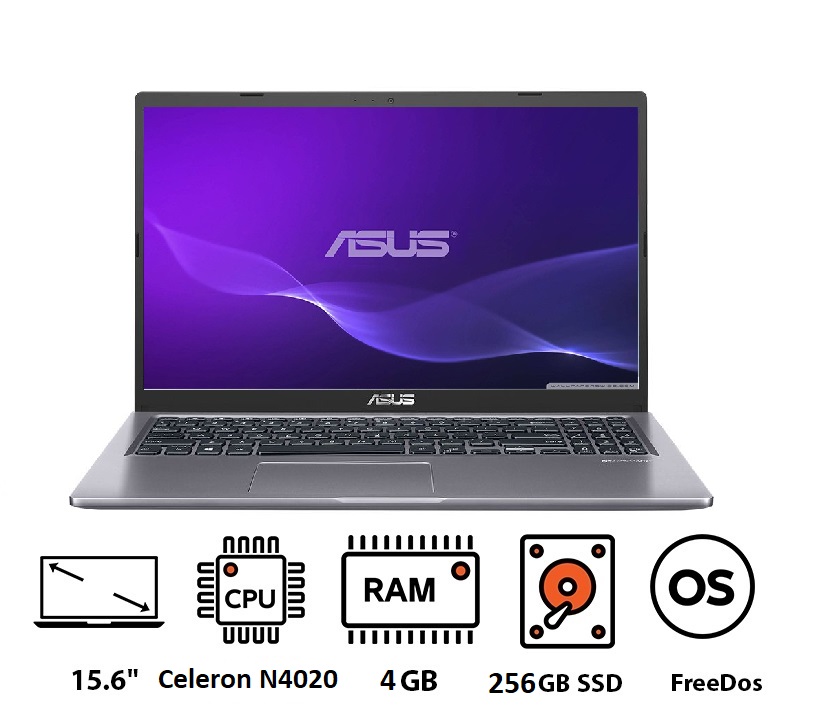 ASUS
ASUS
CPU
RAM
OS
15.6"
Celeron N4020
4 GB
256GB SSD
FreeDos